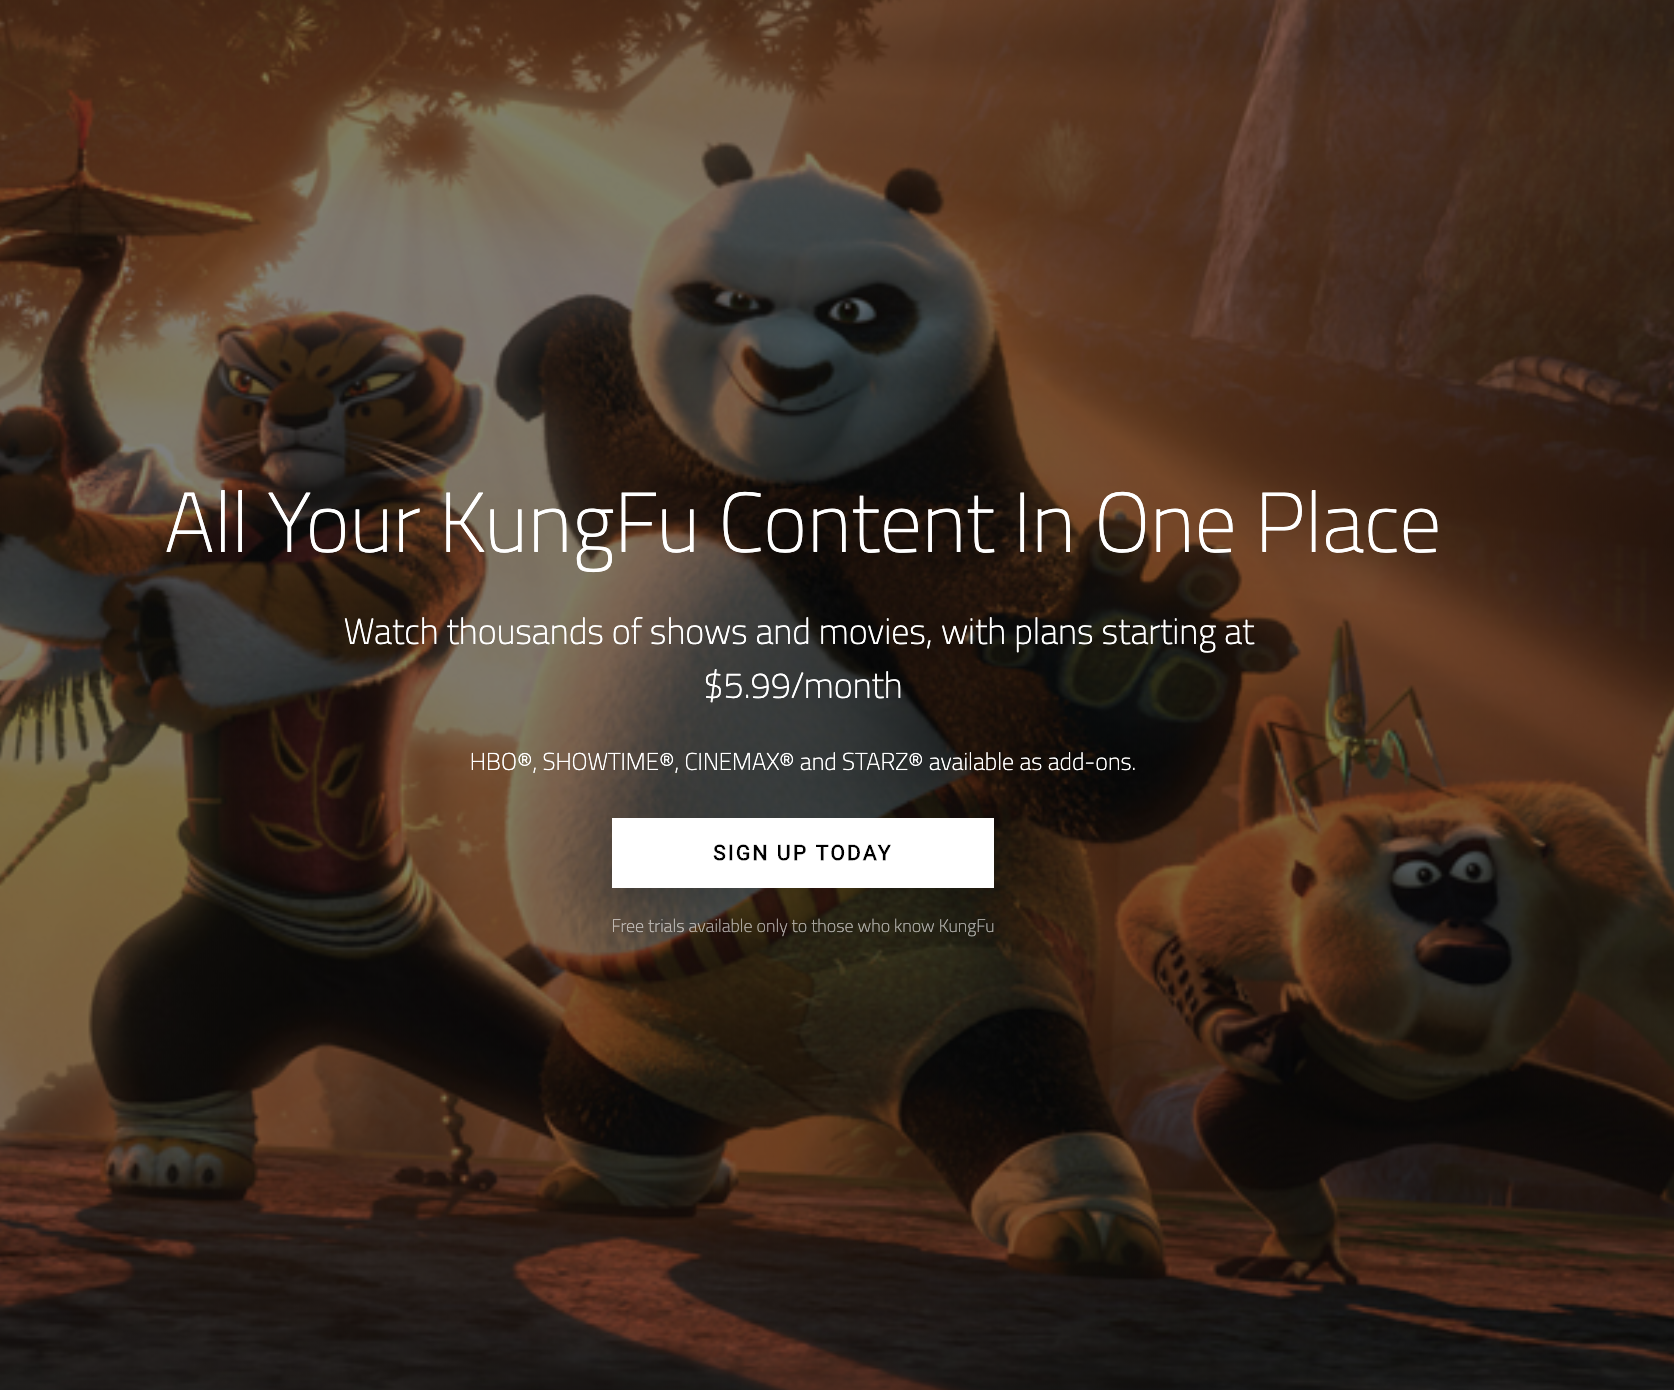 All Your KungFu Content In One Place
Watch thousands of shows and movies, with plans starting at
$5.99/month
HBO®, SHOWTIME®, CINEMAX® and STARZ® available as add-ons.
SIGN UP TODAY
Free trials available only to those who know KungFu